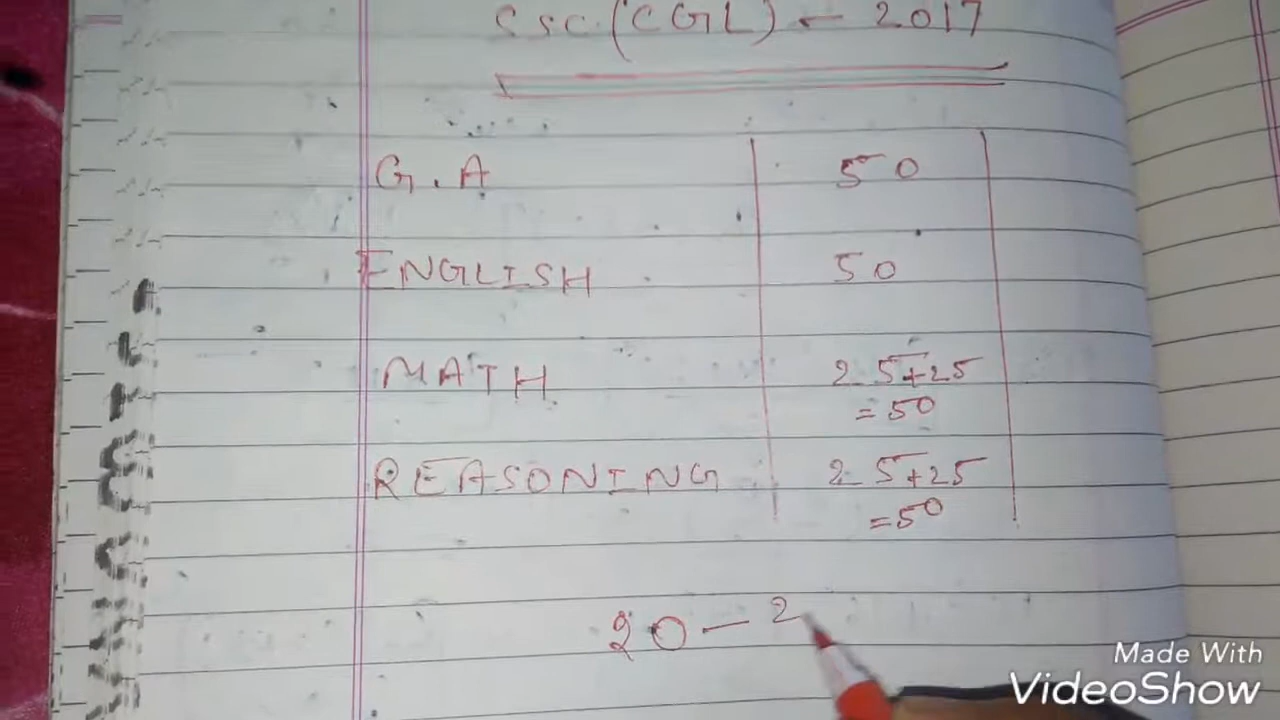 SSC (CGL) - 2017
G.A 50
ENGLISH 50
MATH 25+25
=50
REASONING 25+25
=50
20-2
Made With
VideoShow